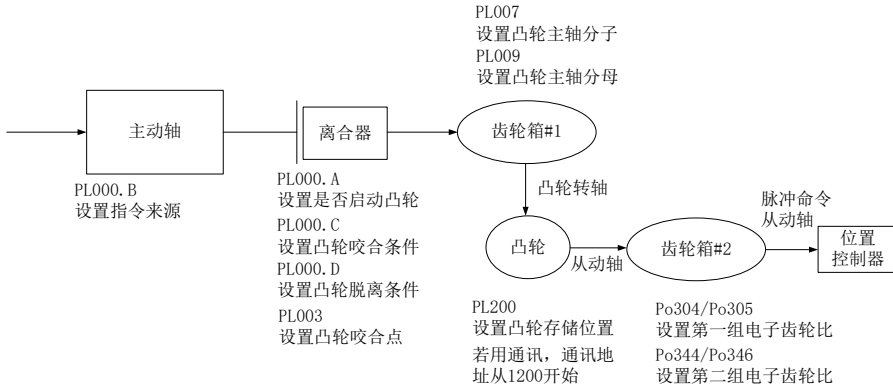 PL007
设置凸轮主轴分子
PL009
设置凸轮主轴分母
主动轴
离合器
齿轮箱#1
PL000.B
设置指令来源
PL000.A
设置是否启动凸轮
PL000.C
设置凸轮咬合条件
PL000.D
设置凸轮脱离条件
PL003
设置凸轮咬合点
凸轮转轴
凸轮
从动轴
齿轮箱#2
脉冲命令
从动轴
位置
控制器
PL200
设置凸轮存储位置
若用通讯，通讯地
址从1200开始
Po304/Po305
设置第一组电子齿轮比
Po344/Po346
设置第二组电子齿轮比